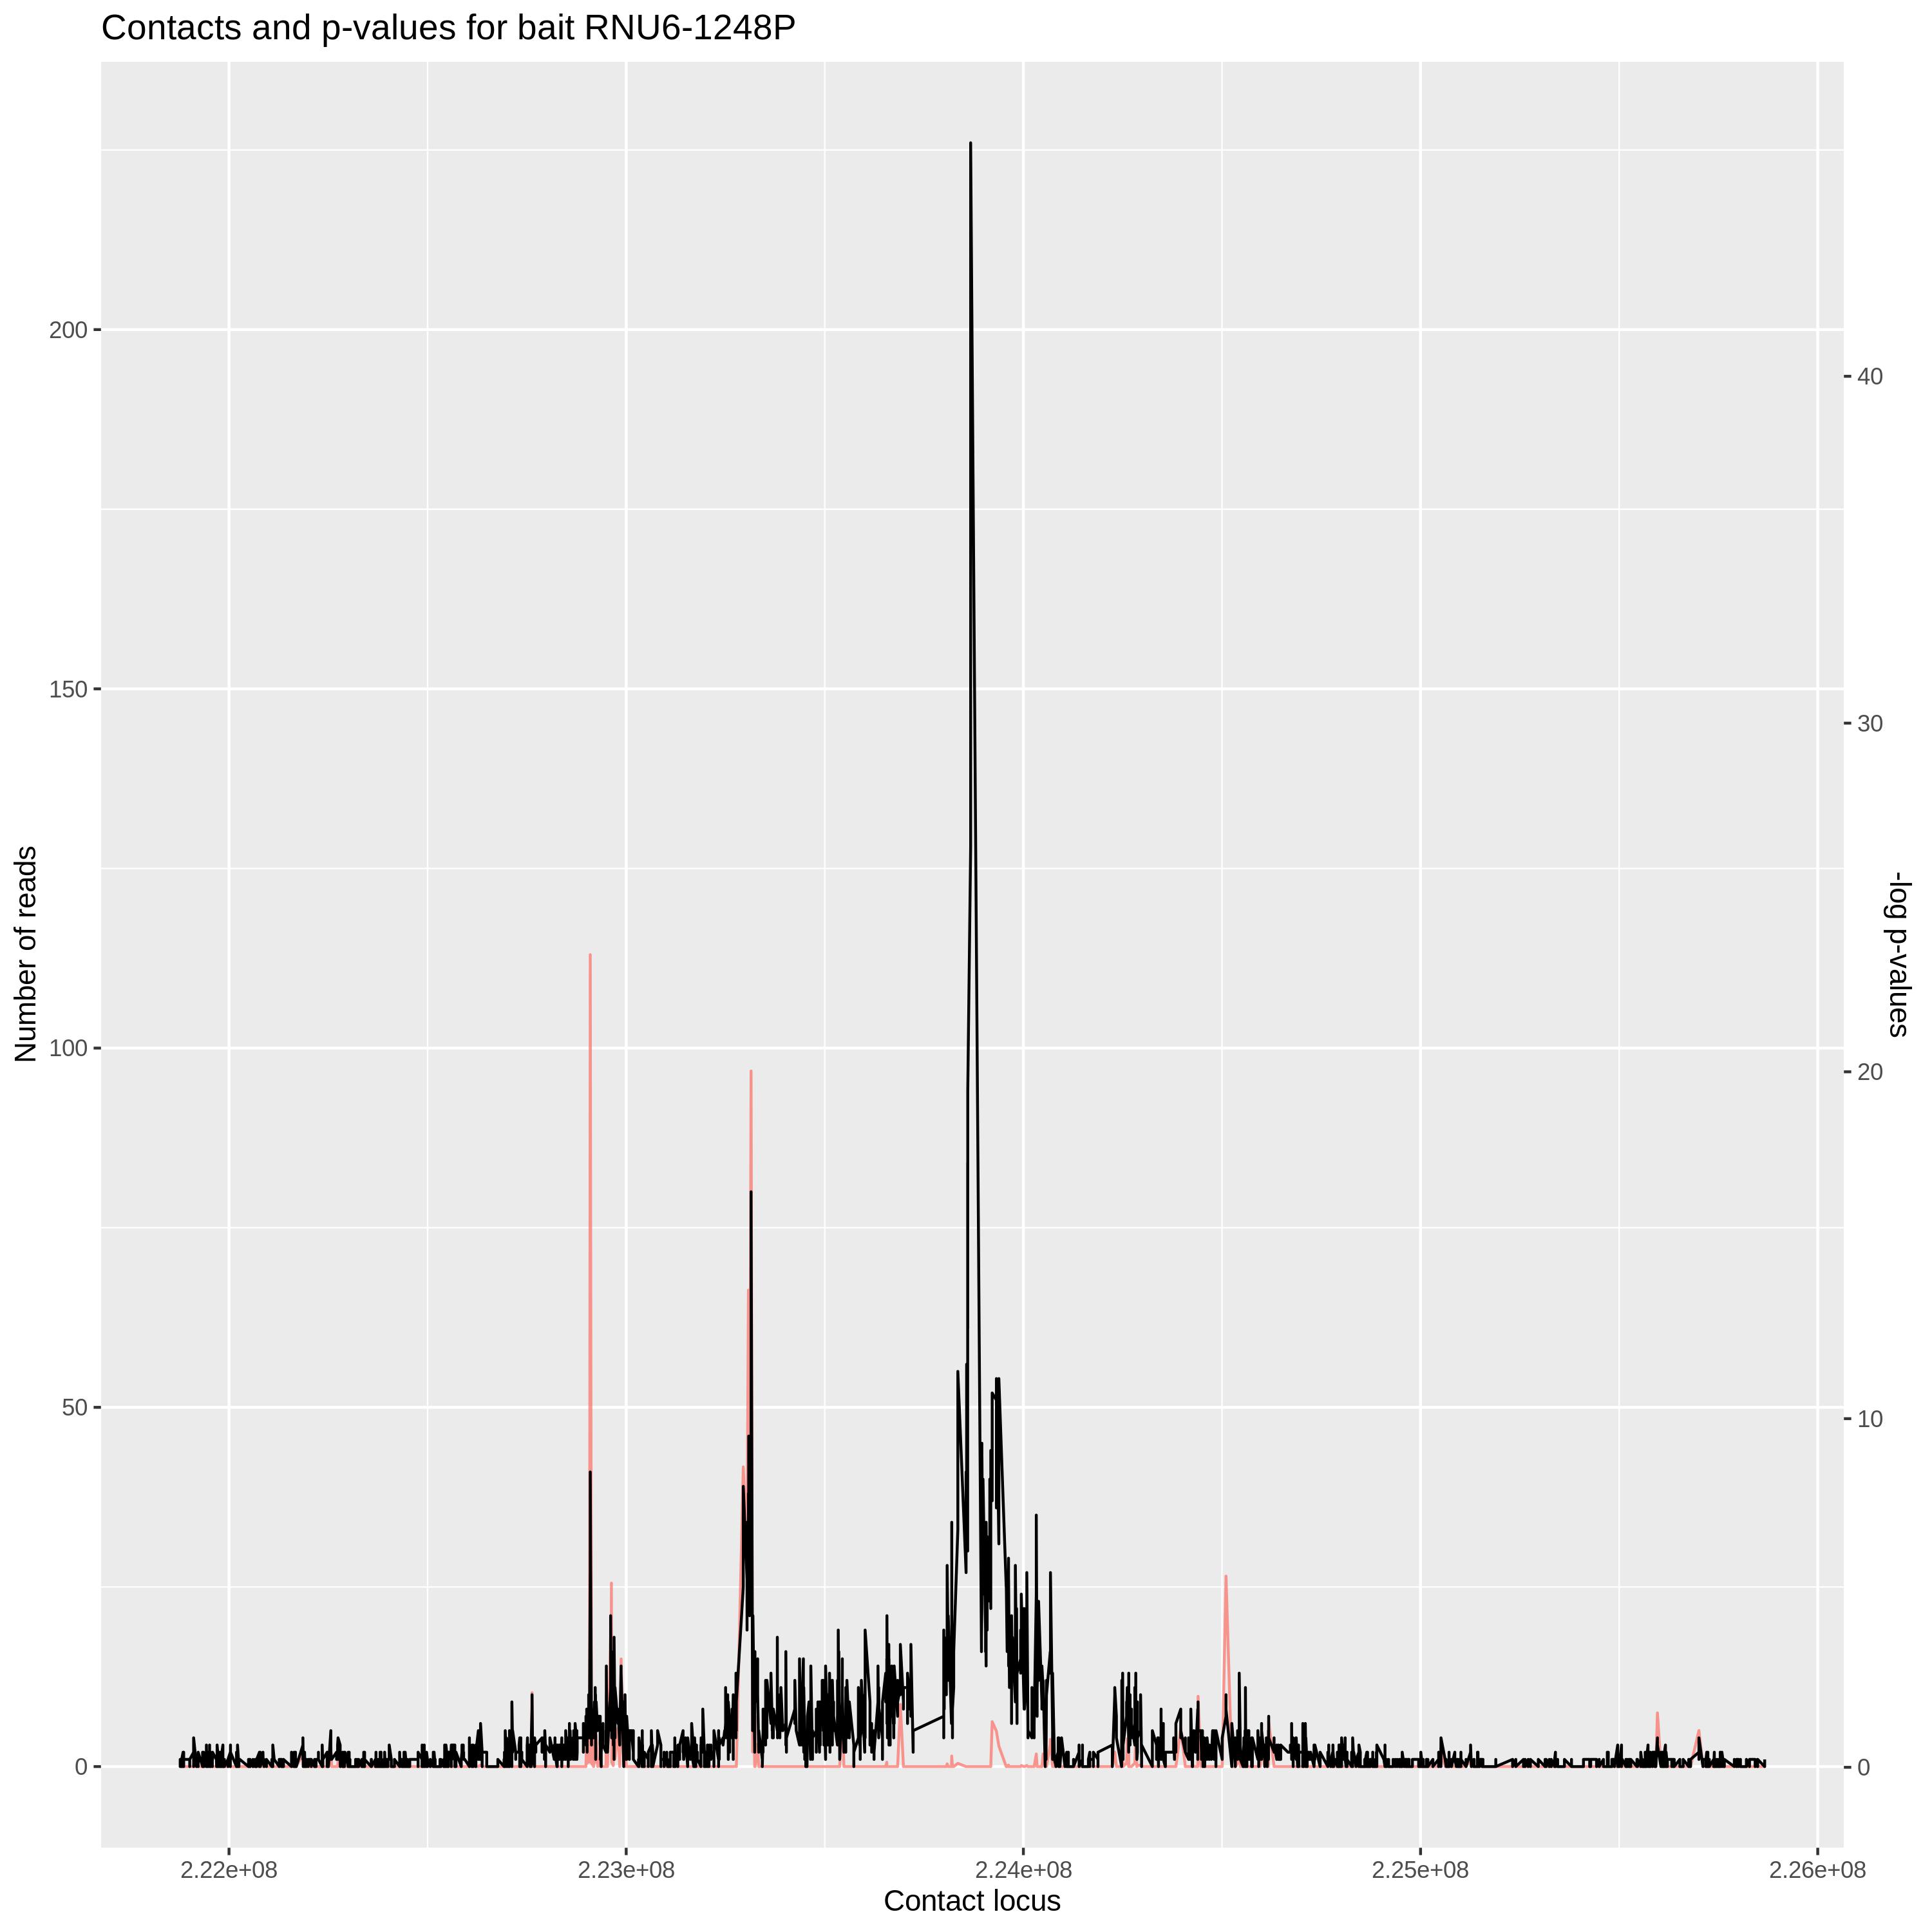 Contacts and p-values for bait RNU6-1248P
200
150
100
50
0
Number of reads
40
30
20
10
0
-log p-values
2.22e+08
2.23e+08
2.24e+08
2.25e+08
2.26e+08
Contact locus